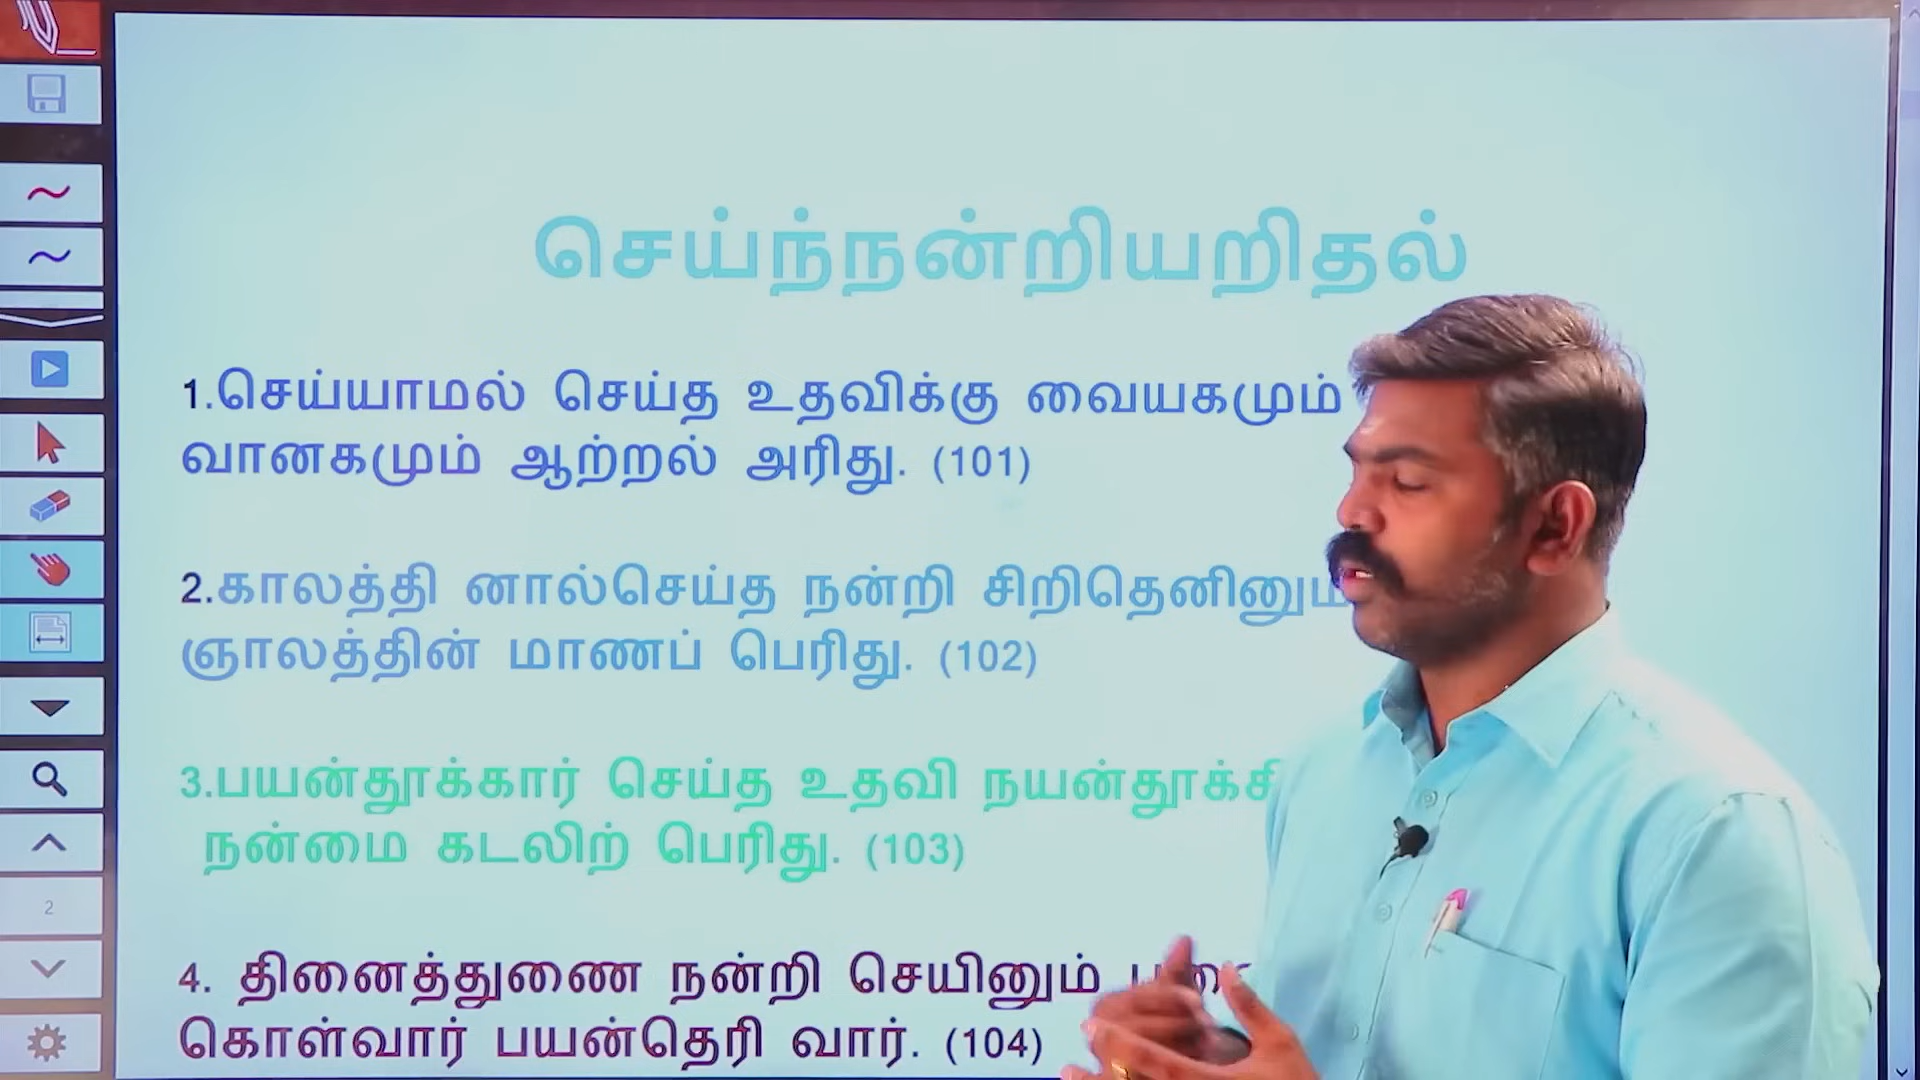 செய்ந்நன்றியறிதல்
1.செய்யாமல் செய்த உதவிக்கு வையகமும்
வானகமும் ஆற்றல் அரிது. (101)
2.காலத்தி னால்செய்த நன்றி சிறிதெனினும்
ஞாலத்தின் மாணப் பெரிது. (102)
3.பயன்தூக்கார் செய்த உதவி நயன்தூக்கி
நன்மை கடலிற் பெரிது. (103)
4. தினைத்துணை நன்றி செயினும்
கொள்வார் பயன்தெரி வார். (104)
2